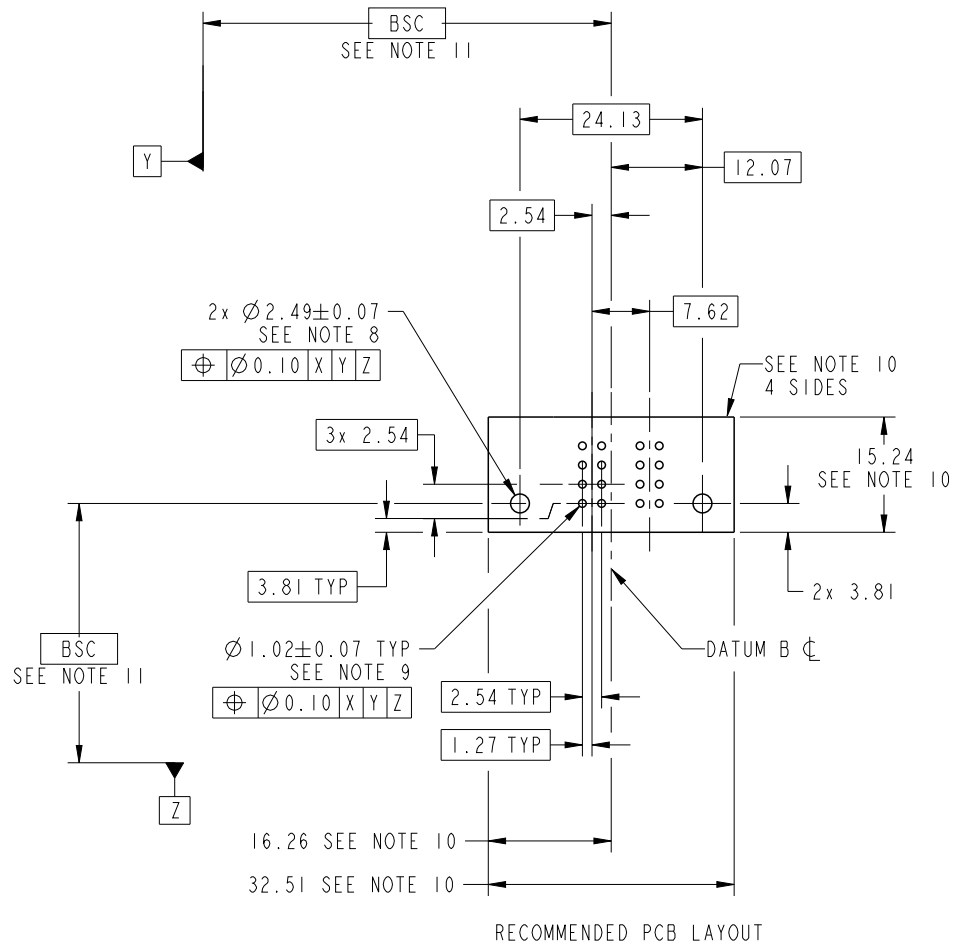 BSC
SEE NOTE 11
24.13
Y
12.07
2.54
2x Ø2.49±0.07
SEE NOTE 8
7.62
⌖ Ø0.10 X Y Z
SEE NOTE 10
4 SIDES
3x 2.54
15.24
SEE NOTE 10
3.81 TYP
2x 3.81
BSC
SEE NOTE 11
Ø1.02±0.07 TYP
SEE NOTE 9
DATUM B ℄
⌖ Ø0.10 X Y Z
2.54 TYP
1.27 TYP
Z
16.26 SEE NOTE 10
32.51 SEE NOTE 10
RECOMMENDED PCB LAYOUT